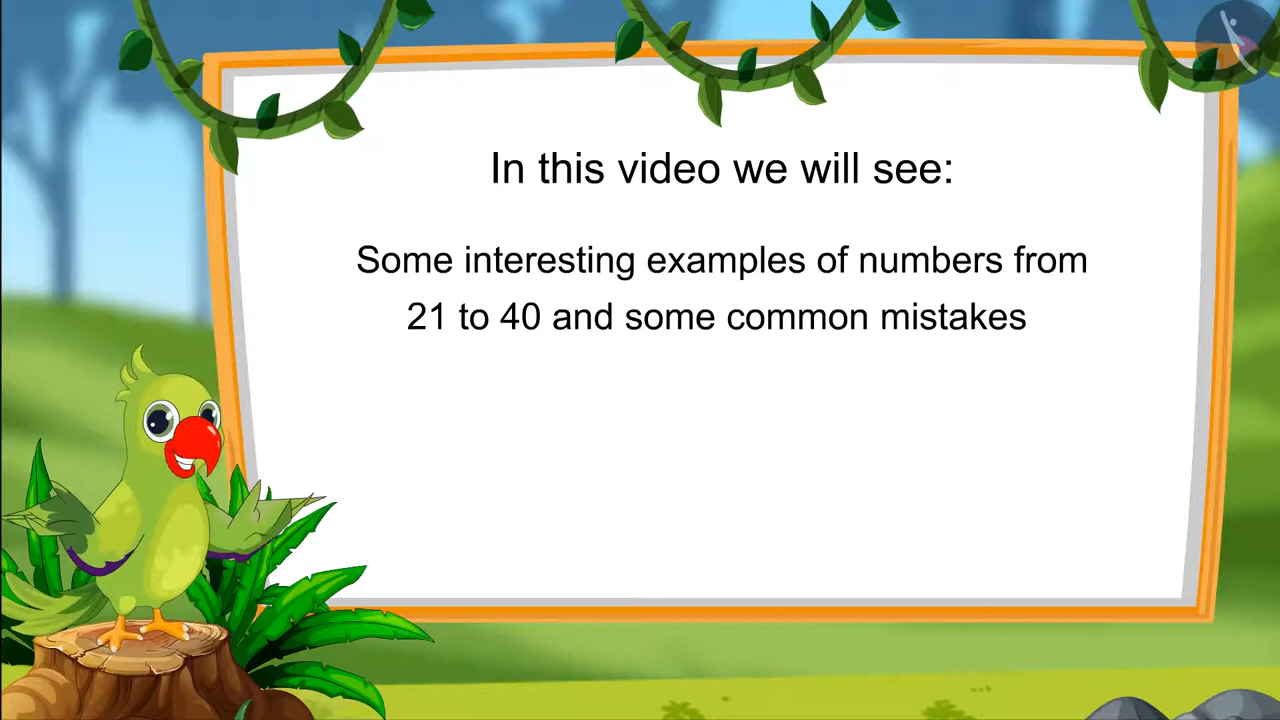 In this video we will see:
Some interesting examples of numbers from
21 to 40 and some common mistakes